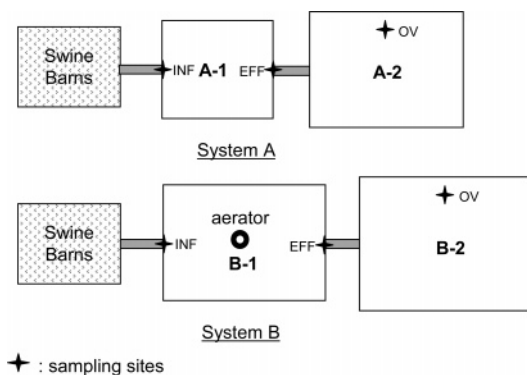 Swine
Barns
INF
A-1
EFF
OV
A-2
System A
Swine
Barns
INF
aerator
B-1
EFF
OV
B-2
System B
: sampling sites